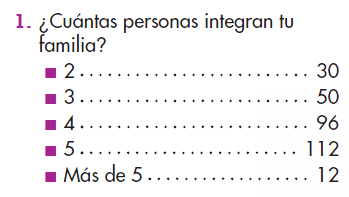 1. ¿Cuántas personas integran tu
familia?
■ 2 . . . . . . . . . . . . . . . . . . . . . . . . . . 30
■ 3 . . . . . . . . . . . . . . . . . . . . . . . . . . 50
■ 4 . . . . . . . . . . . . . . . . . . . . . . . . . . 96
■ 5 . . . . . . . . . . . . . . . . . . . . . . . . . 112
■ Más de 5 . . . . . . . . . . . . . . . . . . 12